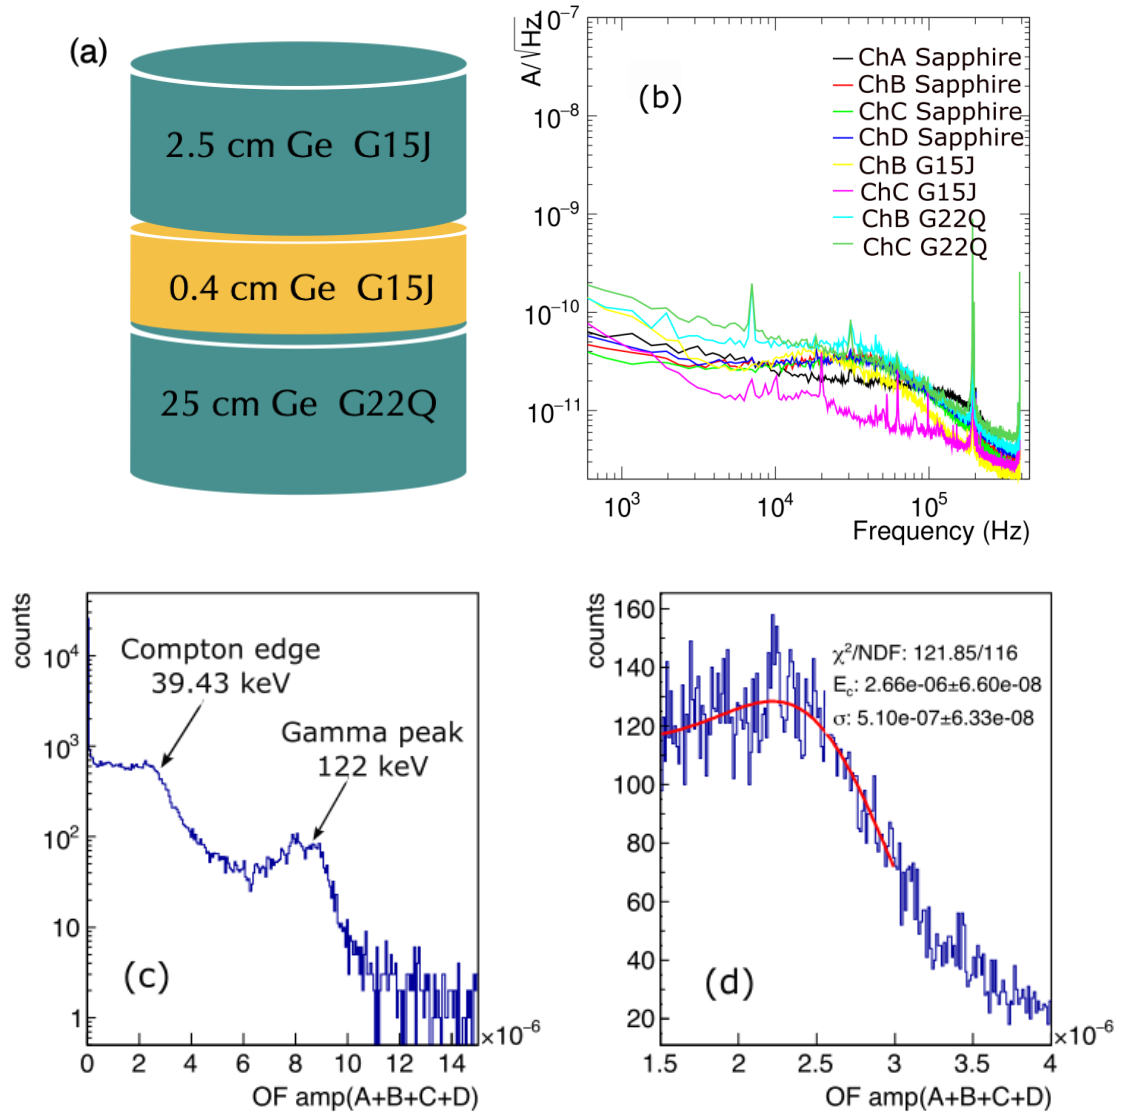 (a)
2.5 cm Ge G15J
0.4 cm Ge G15J
25 cm Ge G22Q
A/√Hz
10⁻⁷
10⁻⁸
10⁻⁹
10⁻¹⁰
10⁻¹¹
(b)
ChA Sapphire
ChB Sapphire
ChC Sapphire
ChD Sapphire
ChB G15J
ChC G15J
ChB G22Q
ChC G22Q
10³ 10⁴ 10⁵
Frequency (Hz)
counts
10⁴
10³
10²
10
1
Compton edge
39.43 keV
Gamma peak
122 keV
(c)
0 2 4 6 8 10 12 14
×10⁻⁶
OF amp(A+B+C+D)
counts
160
140
120
100
80
60
40
20
χ²/NDF: 121.85/116
E_c: 2.66e-06±6.60e-08
σ: 5.10e-07±6.33e-08
(d)
1.5 2 2.5 3 3.5 4
×10⁻⁶
OF amp(A+B+C+D)